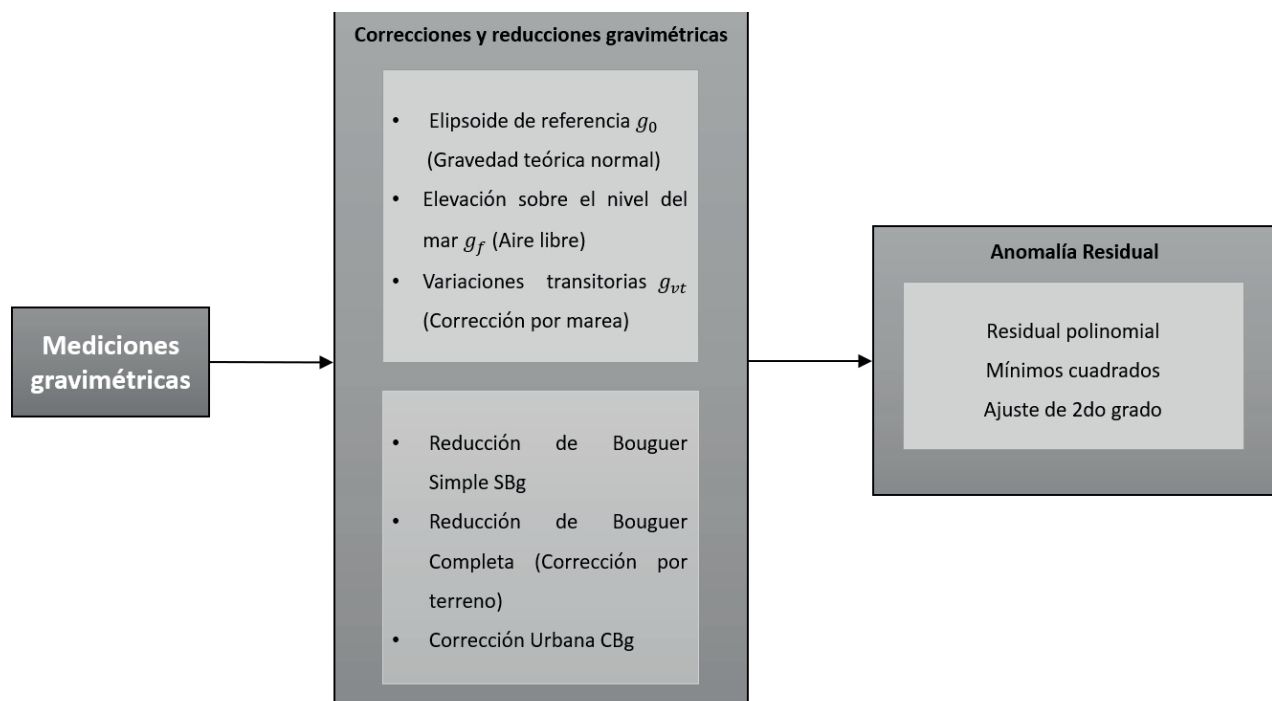 Mediciones
gravimétricas
Correcciones y reducciones gravimétricas
• Elipsoide de referencia g₀
(Gravedad teórica normal)
• Elevación sobre el nivel del
mar g_f (Aire libre)
• Variaciones transitorias g_vt
(Corrección por marea)
• Reducción de Bouguer
Simple SBg
• Reducción de Bouguer
Completa (Corrección por
terreno)
• Corrección Urbana CBg
Anomalía Residual
Residual polinomial
Mínimos cuadrados
Ajuste de 2do grado